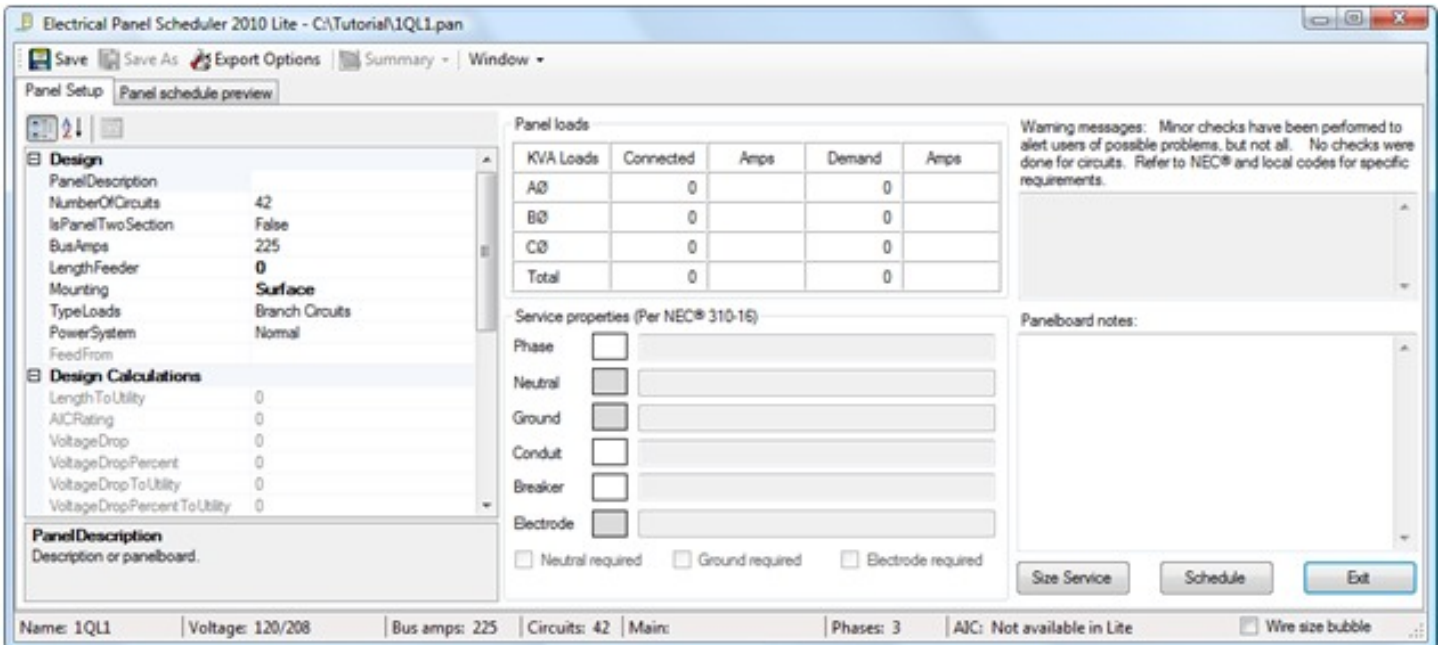 Electrical Panel Scheduler 2010 Lite - C:\Tutorial\1QL1.pan
Save Save As Export Options Summary Window
Panel Setup Panel schedule preview
Design
PanelDescription
NumberOfCircuits 42
IsPanelTwoSection False
BusAmps 225
LengthFeeder 0
Mounting Surface
TypeLoads Branch Circuits
PowerSystem Normal
FeedFrom
Design Calculations
LengthToUtility 0
AICRating 0
VoltageDrop 0
VoltageDropPercent 0
VoltageDropToUtility 0
VoltageDropPercentToUtility 0
PanelDescription
Description or panelboard.
Panel loads
KVA Loads Connected Amps Demand Amps
AØ 0 0
BØ 0 0
CØ 0 0
Total 0 0
Service properties (Per NEC® 310-16)
Phase
Neutral
Ground
Conduit
Breaker
Electrode
Neutral required Ground required Electrode required
Warning messages: Minor checks have been performed to
alert users of possible problems, but not all. No checks were
done for circuits. Refer to NEC® and local codes for specific
requirements.
Panelboard notes:
Size Service Schedule Exit
Name: 1QL1 Voltage: 120/208 Bus amps: 225 Circuits: 42 Main: Phases: 3 AIC: Not available in Lite Wire size bubble